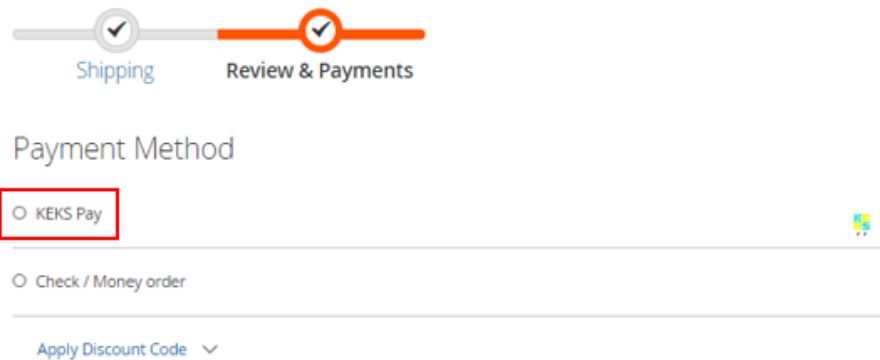 Shipping
Review & Payments
Payment Method
KEKS Pay
Check / Money order
Apply Discount Code